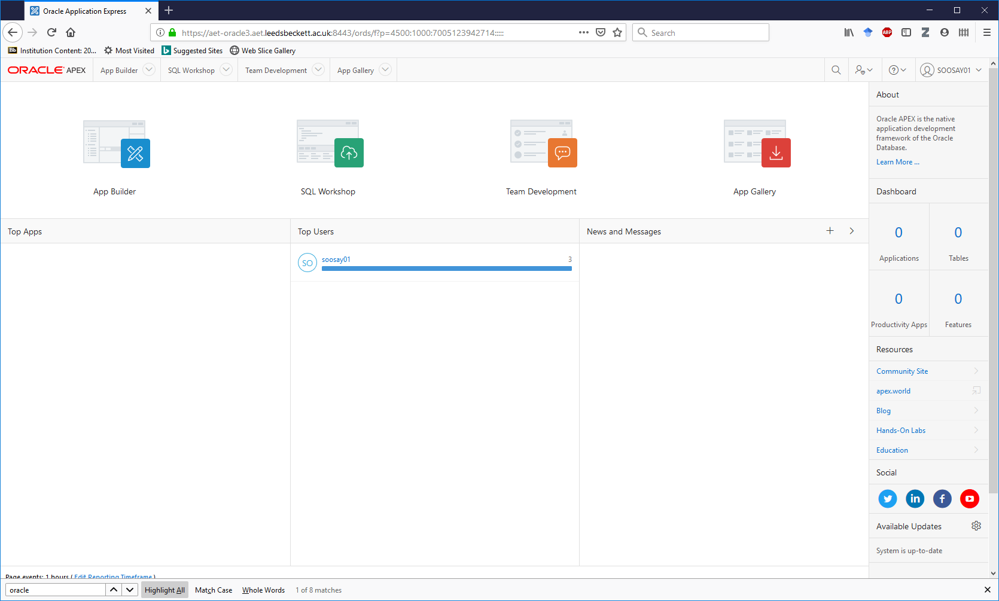 Oracle Application Express
https://aet-oracle3.aet.leedsbeckett.ac.uk:8443/ords/f?p=4500:1000:7005123942714:::::
Search
ABP
Bb Institution Content: 20...
Most Visited
Suggested Sites
Web Slice Gallery
ORACLE APEX
App Builder
SQL Workshop
Team Development
App Gallery
SOOSAY01
App Builder
SQL Workshop
Team Development
App Gallery
Top Apps
Top Users
SO
soosay01
3
News and Messages
About
Oracle APEX is the native
application development
framework of the Oracle
Database.
Learn More ...
Dashboard
0
Applications
0
Tables
0
Productivity Apps
0
Features
Resources
Community Site
apex.world
Blog
Hands-On Labs
Education
Social
in
f
Available Updates
System is up-to-date
Page events: 1 hours ( Edit Reporting Timeframe )
oracle
Highlight All
Match Case
Whole Words
1 of 8 matches